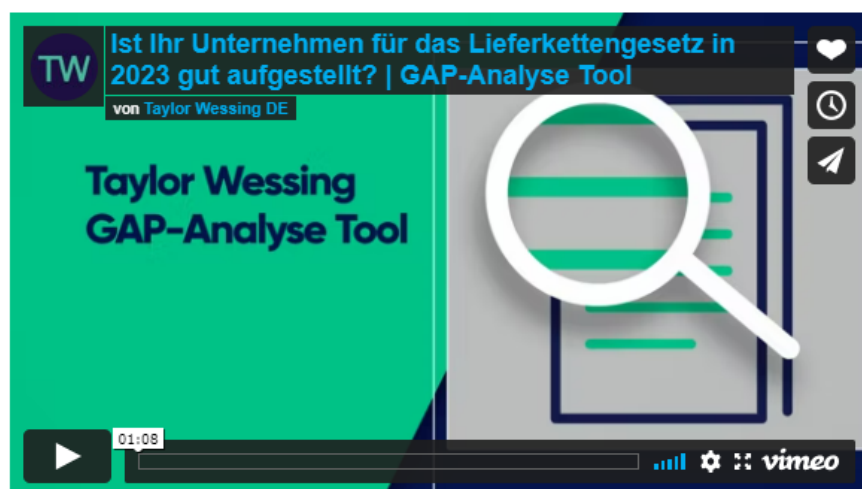 TW
Ist Ihr Unternehmen für das Lieferkettengesetz in
2023 gut aufgestellt? | GAP-Analyse Tool
von Taylor Wessing DE
Taylor Wessing
GAP-Analyse Tool
01:08
vimeo